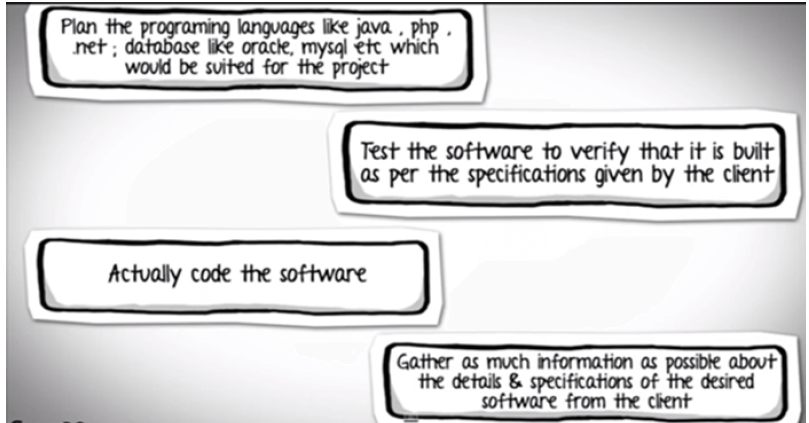 Plan the programing languages like java , php ,
.net ; database like oracle, mysql etc which
would be suited for the project
Test the software to verify that it is built
as per the specifications given by the client
Actually code the software
Gather as much information as possible about
the details & specifications of the desired
software from the client